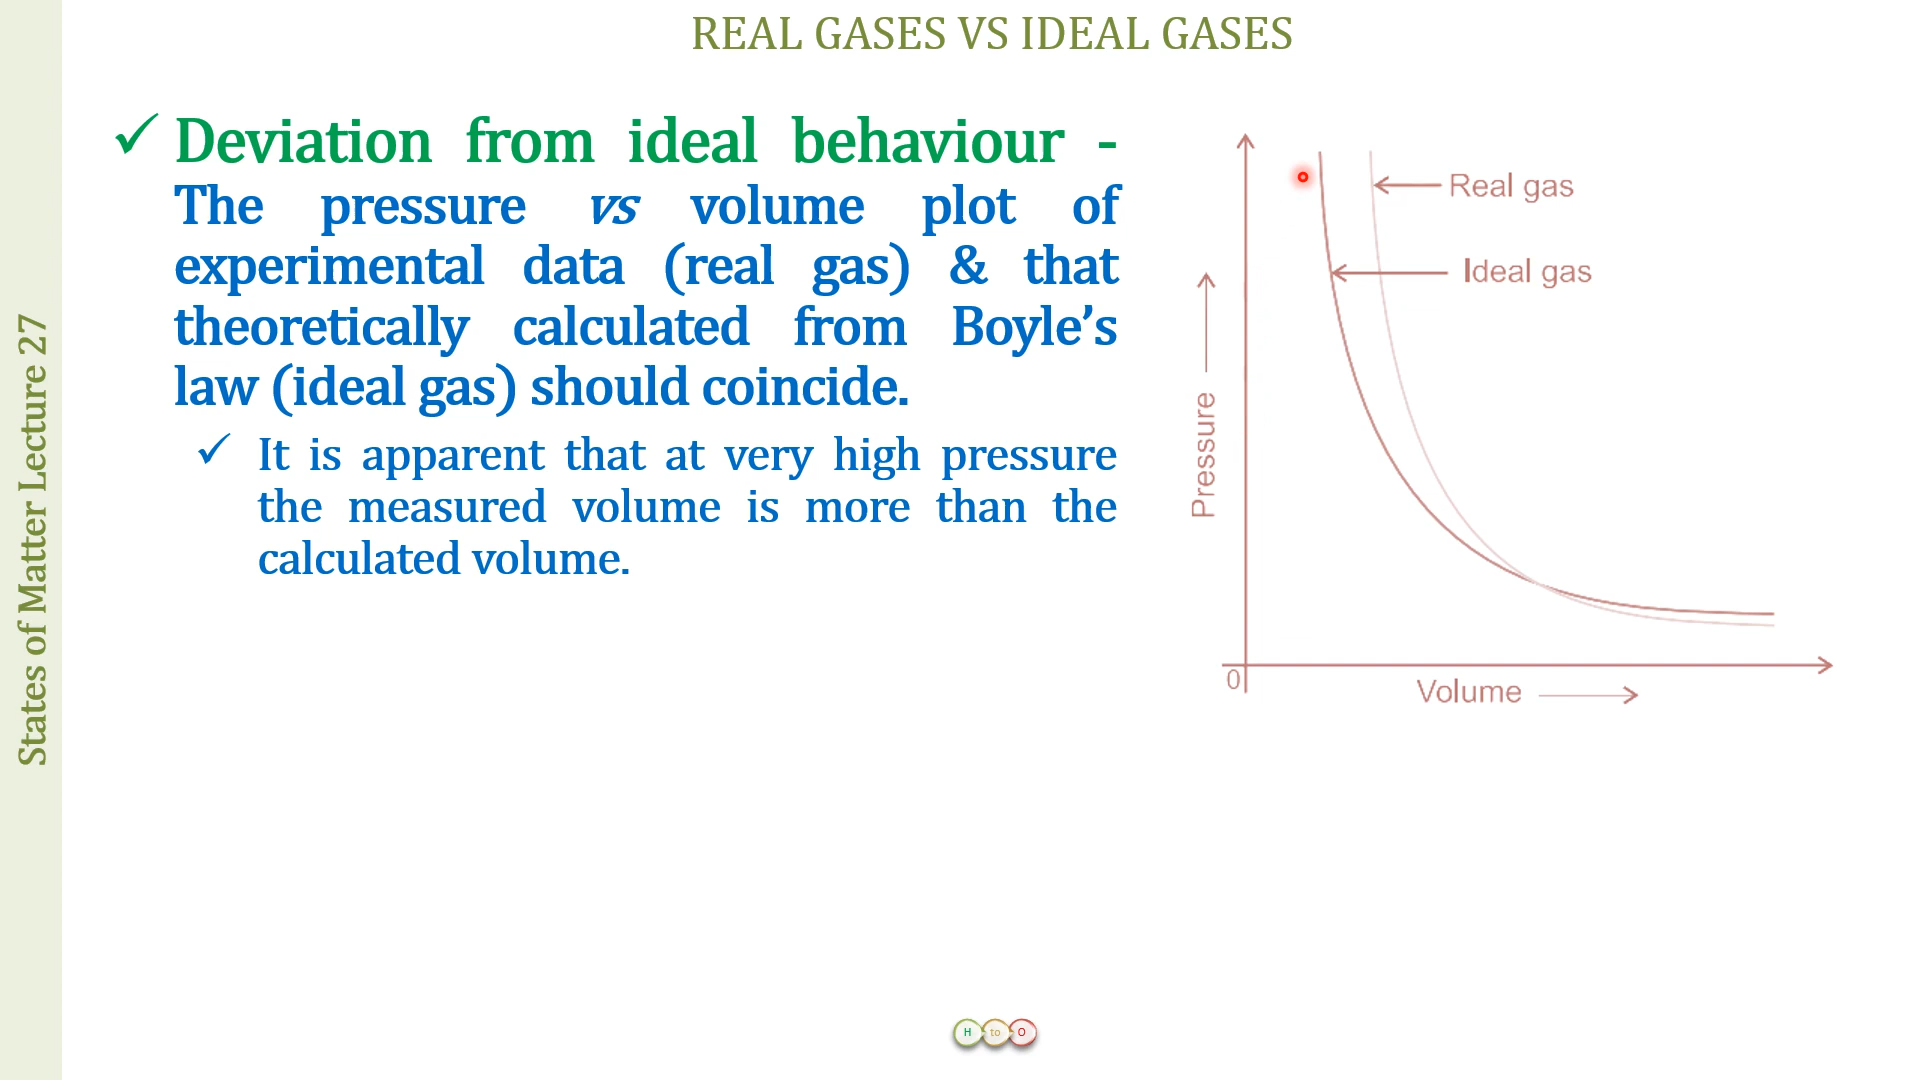 REAL GASES VS IDEAL GASES
States of Matter Lecture 27
✓ Deviation from ideal behaviour -
The pressure vs volume plot of
experimental data (real gas) & that
theoretically calculated from Boyle’s
law (ideal gas) should coincide.
✓ It is apparent that at very high pressure
the measured volume is more than the
calculated volume.
Real gas
Ideal gas
Pressure
0
Volume
H to O